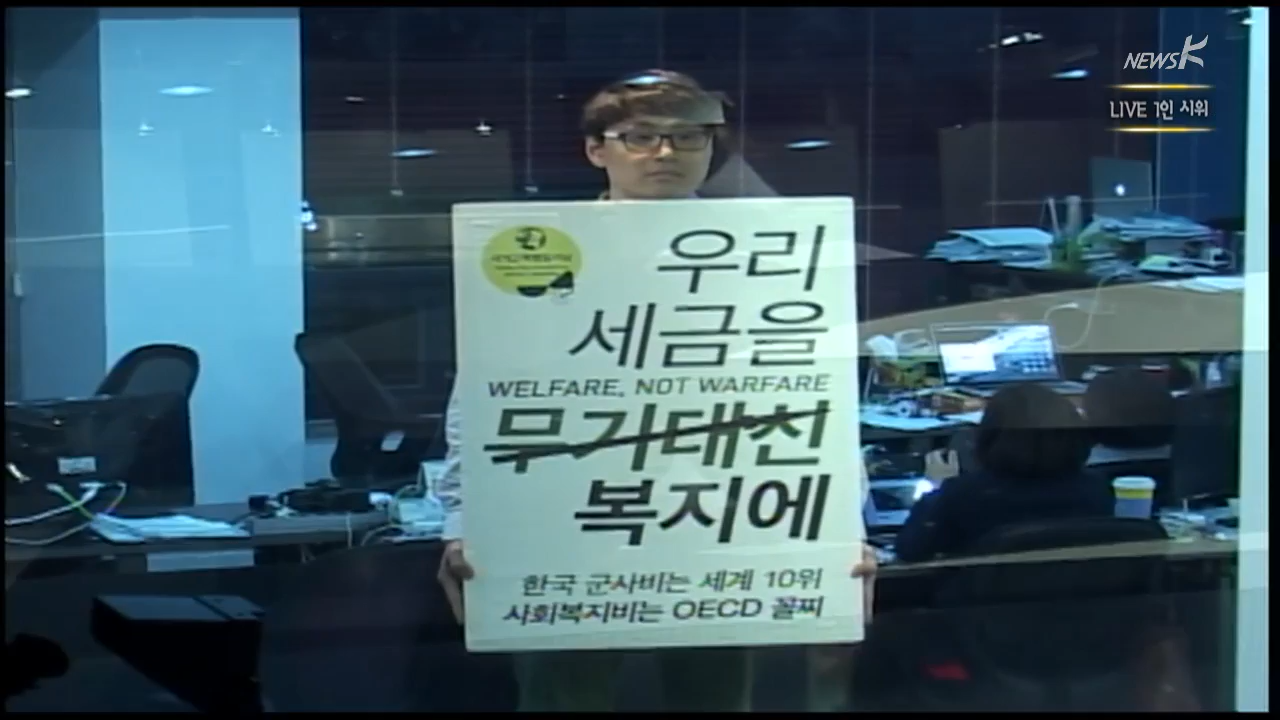 NEWS K
LIVE 1인 시위
우리
세금을
WELFARE, NOT WARFARE
무기대신
복지에
한국 군사비는 세계 10위
사회복지비는 OECD 꼴찌